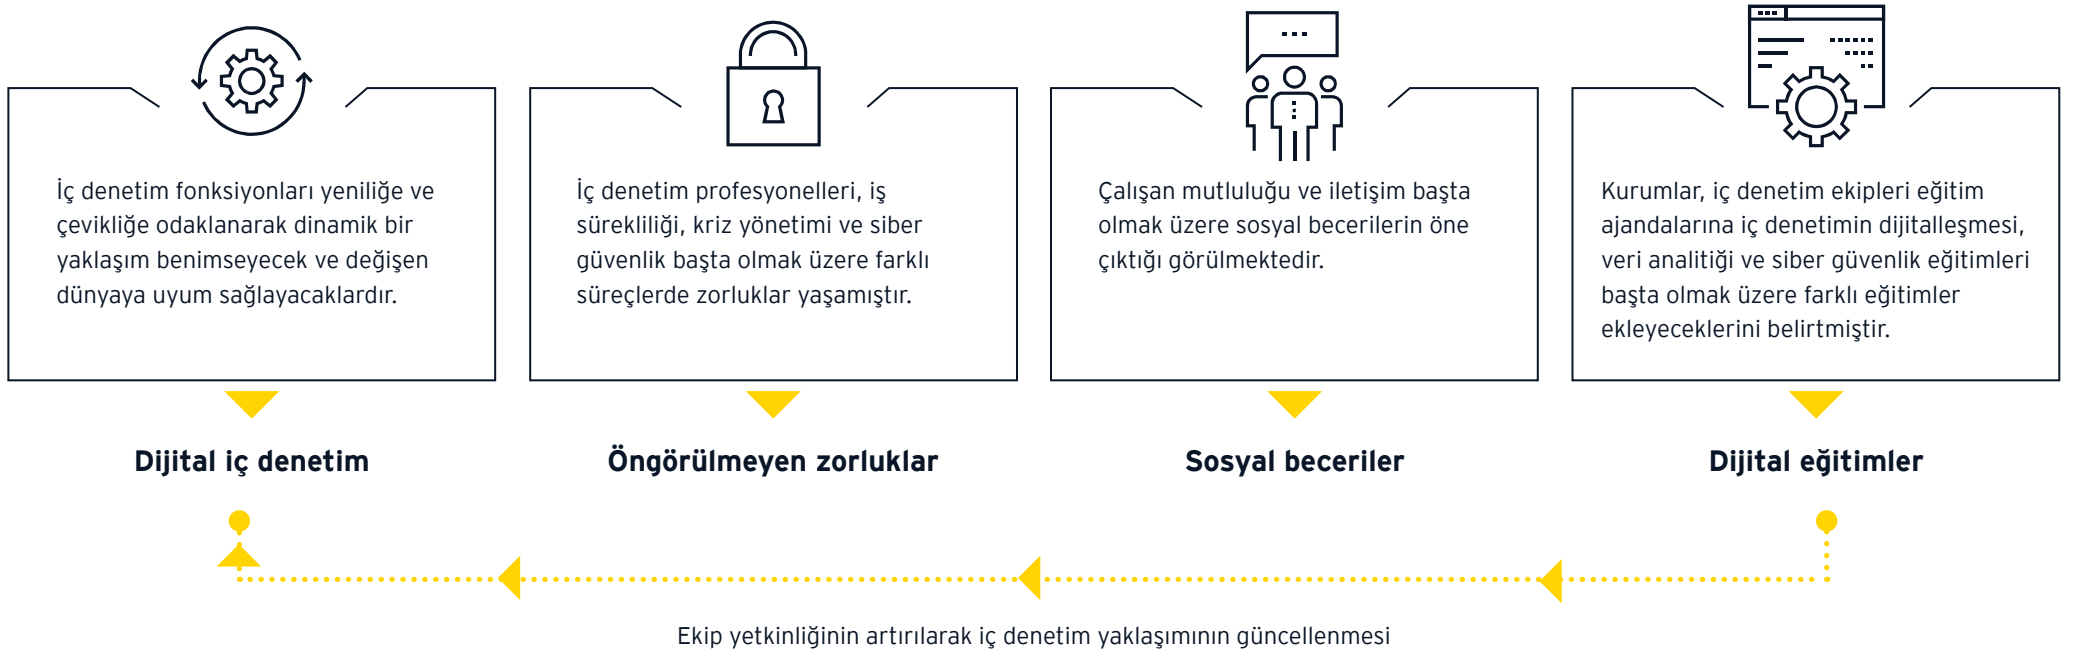 İç denetim fonksiyonları yeniliğe ve
çevikliğe odaklanarak dinamik bir
yaklaşım benimseyecek ve değişen
dünyaya uyum sağlayacaklardır.
Dijital iç denetim
İç denetim profesyonelleri, iş
sürekliliği, kriz yönetimi ve siber
güvenlik başta olmak üzere farklı
süreçlerde zorluklar yaşamıştır.
Öngörülmeyen zorluklar
Çalışan mutluluğu ve iletişim başta
olmak üzere sosyal becerilerin öne
çıktığı görülmektedir.
Sosyal beceriler
Kurumlar, iç denetim ekipleri eğitim
ajandalarına iç denetimin dijitalleşmesi,
veri analitiği ve siber güvenlik eğitimleri
başta olmak üzere farklı eğitimler
ekleyeceklerini belirtmiştir.
Dijital eğitimler
Ekip yetkinliğinin artırılarak iç denetim yaklaşımının güncellenmesi